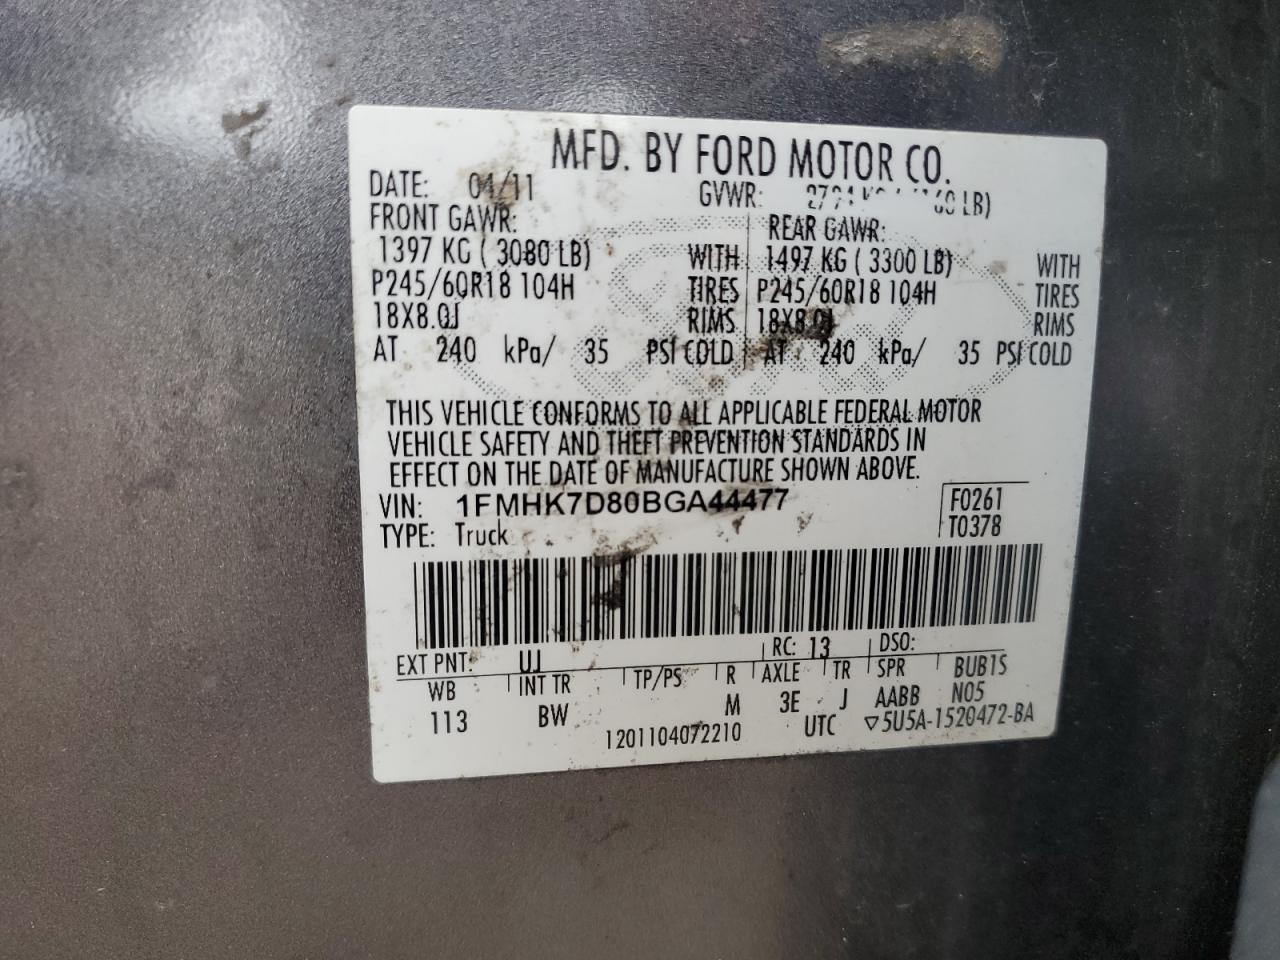 MFD. BY FORD MOTOR CO.
DATE: 04/11 GVWR: LB)
FRONT GAWR: REAR GAWR:
1397 KG ( 3080 LB) WITH 1497 KG ( 3300 LB) WITH
P245/60R18 104H TIRES P245/60R18 104H TIRES
18X8.0J RIMS 18X8.0J RIMS
AT 240 kPa/ 35 PSI COLD AT 240 kPa/ 35 PSI COLD
THIS VEHICLE CONFORMS TO ALL APPLICABLE FEDERAL MOTOR
VEHICLE SAFETY AND THEFT PREVENTION STANDARDS IN
EFFECT ON THE DATE OF MANUFACTURE SHOWN ABOVE.
VIN: 1FMHK7D80BGA44477 F0261
TYPE: Truck T0378
EXT PNT: UJ RC: 13 DSO:
WB INT TR TP/PS R AXLE TR SPR BUB1S
113 BW M 3E J AABB N05
1201104072210 UTC ▽5U5A-1520472-BA